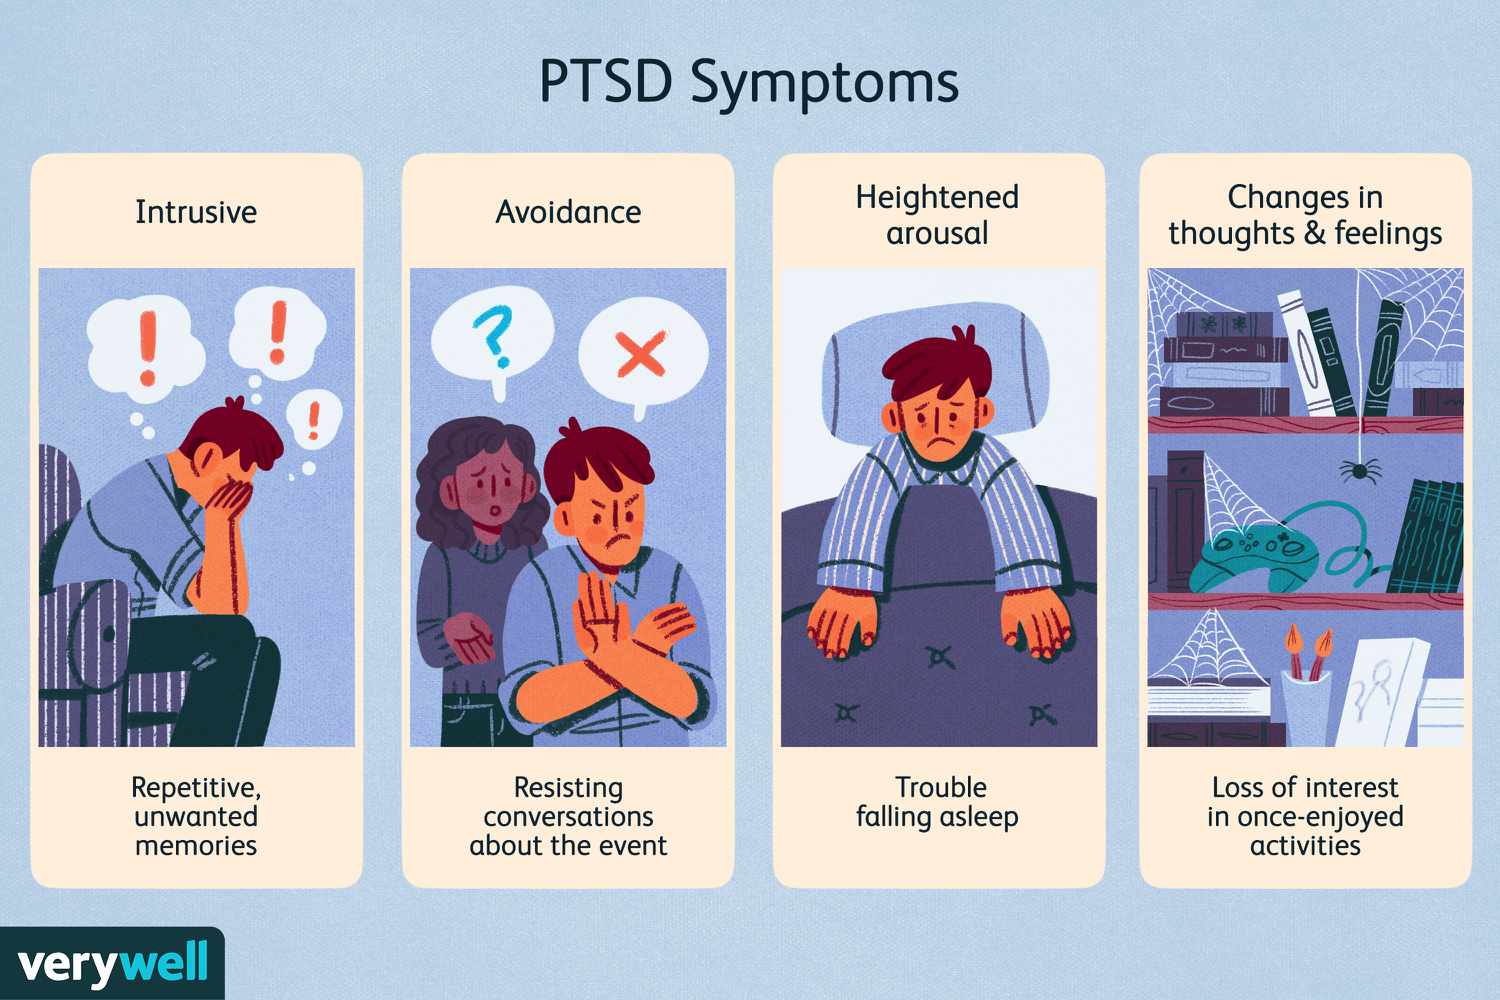 PTSD Symptoms
Intrusive
Repetitive,
unwanted
memories
Avoidance
?
Resisting
conversations
about the event
Heightened
arousal
Trouble
falling asleep
Changes in
thoughts & feelings
Loss of interest
in once-enjoyed
activities
verywell